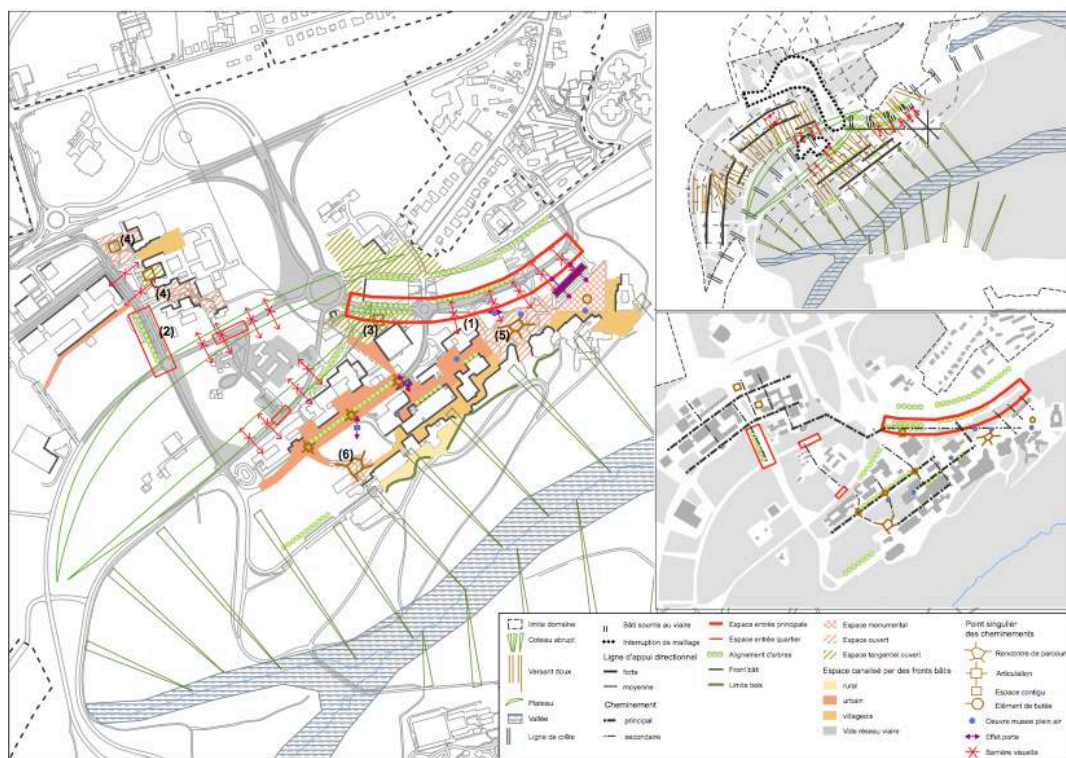 (4)
(4)
(2)
(3)
(1)
(5)
(6)
limite domaine
Coteau abrupt
Versant doux
Plateau
Vallée
Ligne de crête
Bâti soumis au viaire
Interruption de maillage
Ligne d'appui directionnel
forte
moyenne
Cheminement
principal
secondaire
Espace entrée principale
Espace entrée quartier
Alignement d'arbres
Front bâti
Limite bois
Espace monumental
Espace ouvert
Espace tangentiel ouvert
Espace canalisé par des fronts bâtis
rural
urbain
villageois
Vide réseau viaire
Point singulier
des cheminements
Rencontre de parcours
Articulation
Espace contigu
Elément de butée
Oeuvre musée plein air
Effet porte
Barrière visuelle